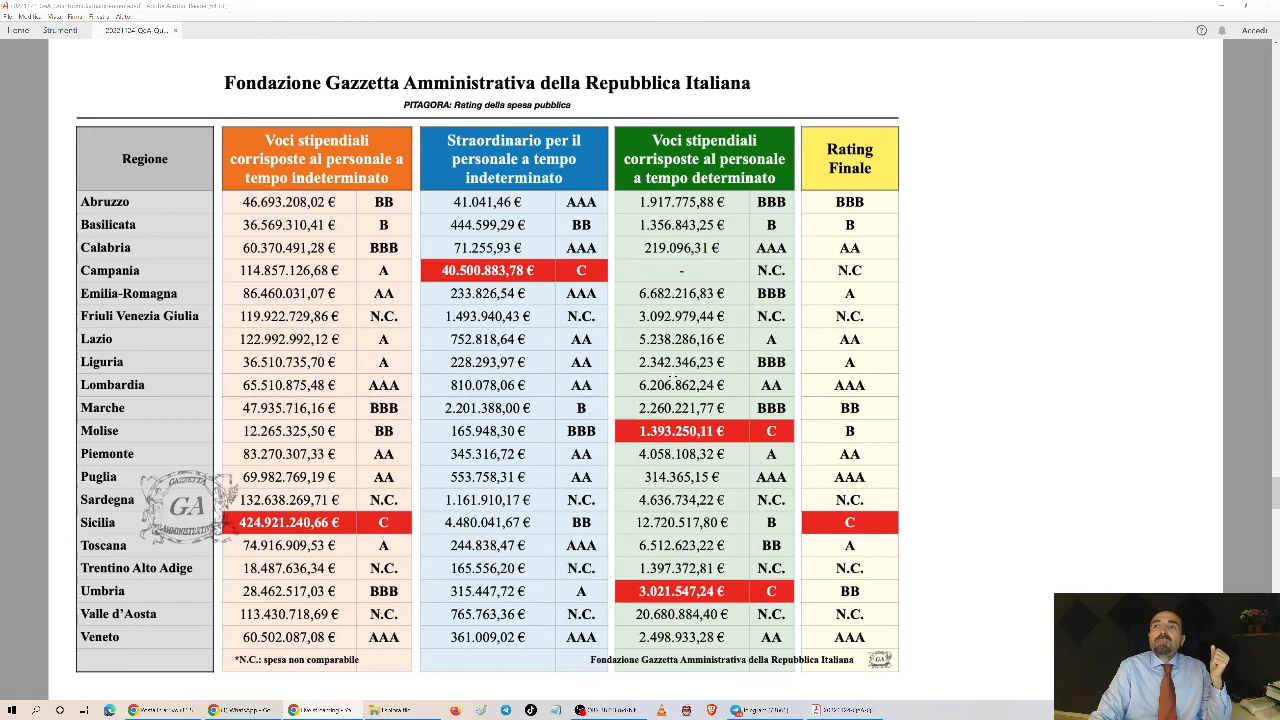 File Modifica Vista Firma Finestra Aiuto
Home Strumenti 20221124-QeA-Qu... × Accedi
Fondazione Gazzetta Amministrativa della Repubblica Italiana
PITAGORA: Rating della spesa pubblica
Regione Voci stipendiali corrisposte al personale a tempo indeterminato Straordinario per il personale a tempo indeterminato Voci stipendiali corrisposte al personale a tempo determinato Rating Finale
Abruzzo 46.693.208,02 € BB 41.041,46 € AAA 1.917.775,88 € BBB BBB
Basilicata 36.569.310,41 € B 444.599,29 € BB 1.356.843,25 € B B
Calabria 60.370.491,28 € BBB 71.255,93 € AAA 219.096,31 € AAA AA
Campania 114.857.126,68 € A 40.500.883,78 € C - N.C. N.C
Emilia-Romagna 86.460.031,07 € AA 233.826,54 € AAA 6.682.216,83 € BBB A
Friuli Venezia Giulia 119.922.729,86 € N.C. 1.493.940,43 € N.C. 3.092.979,44 € N.C. N.C.
Lazio 122.992.992,12 € A 752.818,64 € AA 5.238.286,16 € A AA
Liguria 36.510.735,70 € A 228.293,97 € AA 2.342.346,23 € BBB A
Lombardia 65.510.875,48 € AAA 810.078,06 € AA 6.206.862,24 € AA AAA
Marche 47.935.716,16 € BBB 2.201.388,00 € B 2.260.221,77 € BBB BB
Molise 12.265.325,50 € BB 165.948,30 € BBB 1.393.250,11 € C B
Piemonte 83.270.307,33 € AA 345.316,72 € AA 4.058.108,32 € A AA
Puglia 69.982.769,19 € AA 553.758,31 € AA 314.365,15 € AAA AAA
Sardegna 132.638.269,71 € N.C. 1.161.910,17 € N.C. 4.636.734,22 € N.C. N.C.
GAZZETTA GA AMMINISTRATIVA
Sicilia 424.921.240,66 € C 4.480.041,67 € BB 12.720.517,80 € B C
Toscana 74.916.909,53 € A 244.838,47 € AAA 6.512.623,22 € BB A
Trentino Alto Adige 18.487.636,34 € N.C. 165.556,20 € N.C. 1.397.372,81 € N.C. N.C.
Umbria 28.462.517,03 € BBB 315.447,72 € A 3.021.547,24 € C BB
Valle d'Aosta 113.430.718,69 € N.C. 765.763,36 € N.C. 20.680.884,40 € N.C. N.C.
Veneto 60.502.087,08 € AAA 361.009,02 € AAA 2.498.933,28 € AA AAA
*N.C.: spesa non comparabile Fondazione Gazzetta Amministrativa della Repubblica Italiana GA